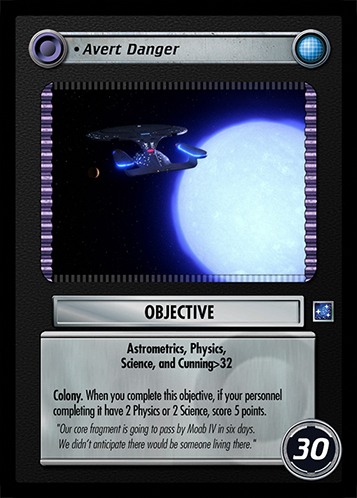 • Avert Danger
OBJECTIVE
Astrometrics, Physics,
Science, and Cunning>32
Colony. When you complete this objective, if your personnel
completing it have 2 Physics or 2 Science, score 5 points.
"Our core fragment is going to pass by Moab IV in six days.
We didn't anticipate there would be someone living there."
30